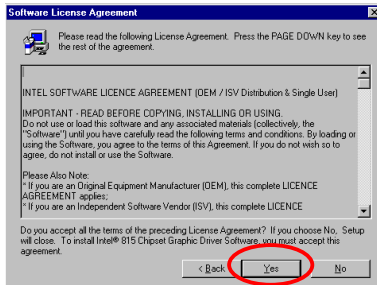 Software License Agreement
Please read the following License Agreement. Press the PAGE DOWN key to see
the rest of the agreement.
INTEL SOFTWARE LICENCE AGREEMENT (OEM / ISV Distribution & Single User)
IMPORTANT - READ BEFORE COPYING, INSTALLING OR USING.
Do not use or load this software and any associated materials (collectively, the
"Software") until you have carefully read the following terms and conditions. By loading or
using the Software, you agree to the terms of this Agreement. If you do not wish to so
agree, do not install or use the Software.
Please Also Note:
* If you are an Original Equipment Manufacturer (OEM), this complete LICENCE
AGREEMENT applies;
* If you are an Independent Software Vendor (ISV), this complete LICENCE
Do you accept all the terms of the preceding License Agreement? If you choose No, Setup
will close. To install Intel® 815 Chipset Graphic Driver Software, you must accept this
agreement.
< Back Yes No